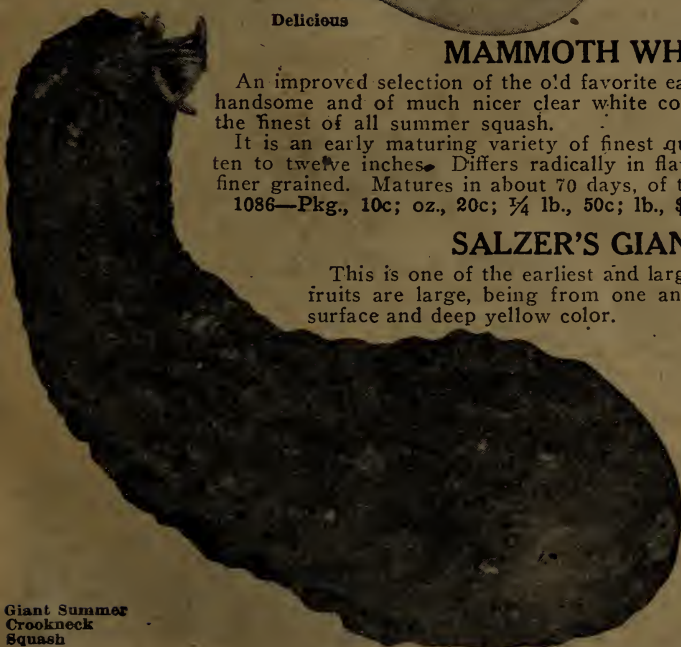 Delicious
MAMMOTH WH
An improved selection of the old favorite ea
handsome and of much nicer clear white co
the finest of all summer squash.
It is an early maturing variety of finest qu
ten to twelve inches. Differs radically in fla
finer grained. Matures in about 70 days, of t
1086—Pkg., 10c; oz., 20c; ¼ lb., 50c; lb., $
SALZER'S GIAN
This is one of the earliest and larg
fruits are large, being from one an
surface and deep yellow color.
Giant Summer
Crookneck
Squash